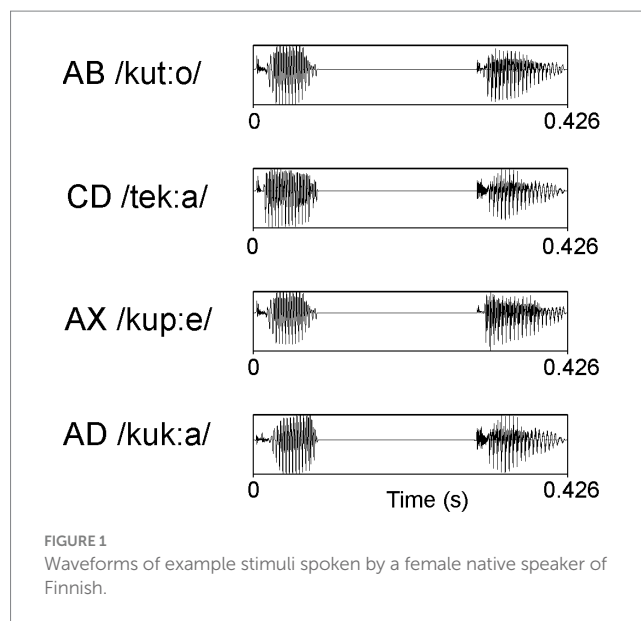 AB /kut:o/
0 0.426
CD /tek:a/
0 0.426
AX /kup:e/
0 0.426
AD /kuk:a/
0 Time (s) 0.426
FIGURE 1
Waveforms of example stimuli spoken by a female native speaker of
Finnish.